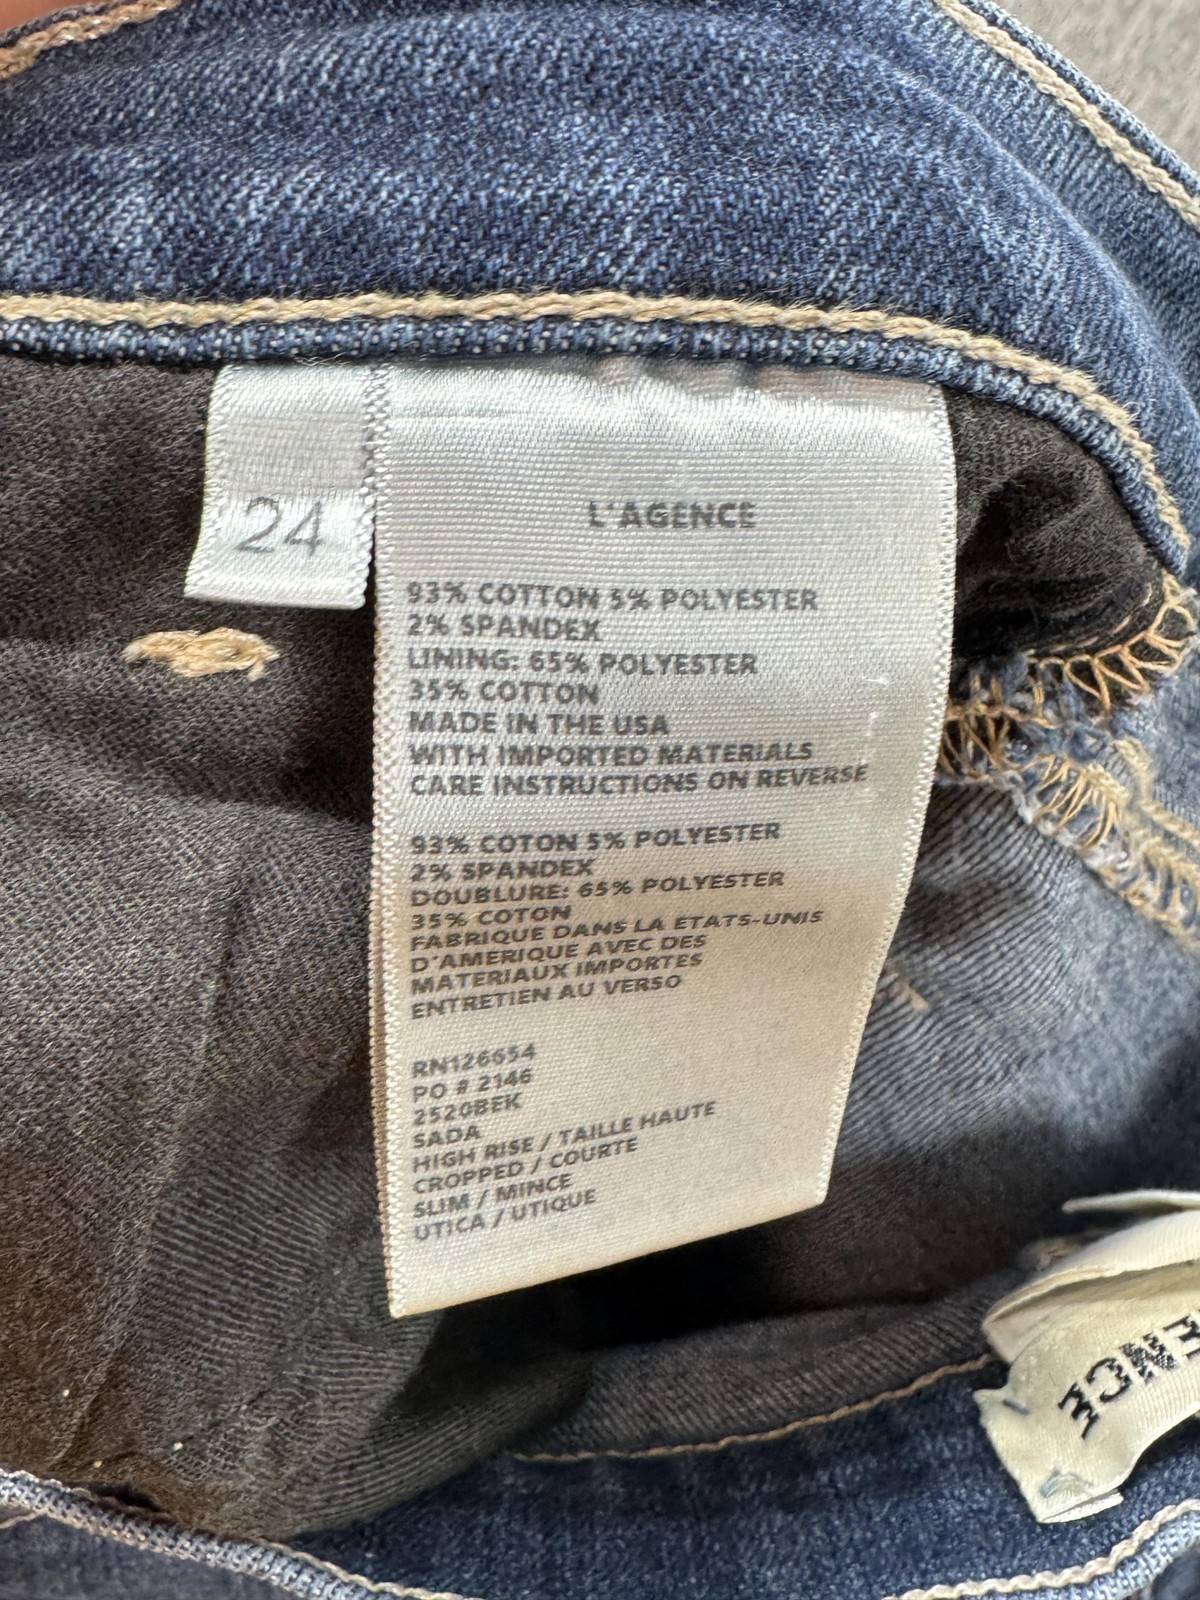 24
L'AGENCE
93% COTTON 5% POLYESTER
2% SPANDEX
LINING: 65% POLYESTER
35% COTTON
MADE IN THE USA
WITH IMPORTED MATERIALS
CARE INSTRUCTIONS ON REVERSE
93% COTON 5% POLYESTER
2% SPANDEX
DOUBLURE: 65% POLYESTER
35% COTON
FABRIQUE DANS LA ETATS-UNIS
D'AMERIQUE AVEC DES
MATERIAUX IMPORTES
ENTRETIEN AU VERSO
RN126654
PO # 2146
2520BEK
SADA
HIGH RISE / TAILLE HAUTE
CROPPED / COURTE
SLIM / MINCE
UTICA / UTIQUE
ENCE